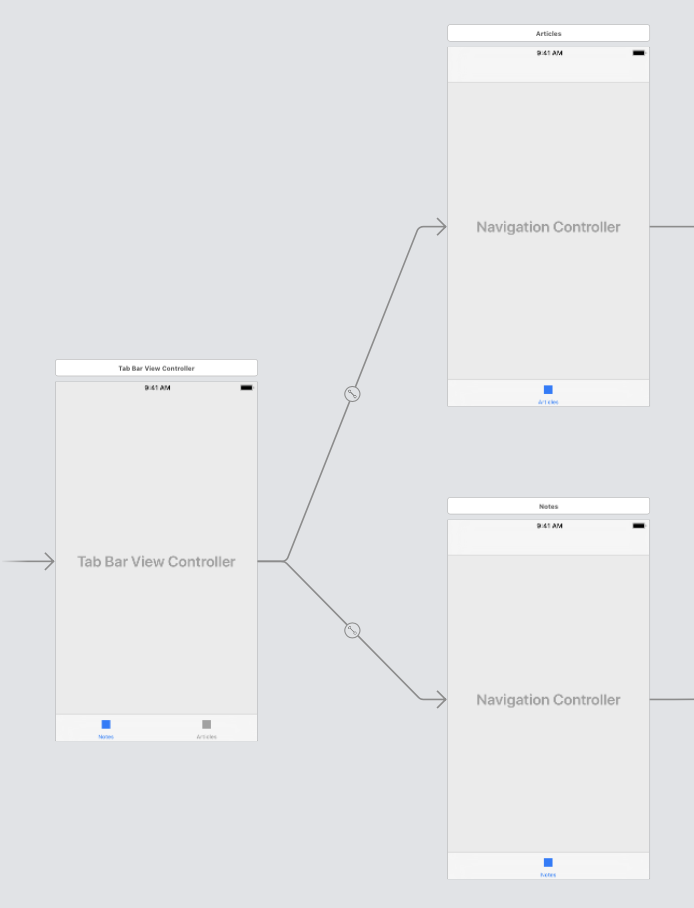 Articles
9:41 AM
Navigation Controller
Articles
Tab Bar View Controller
9:41 AM
Tab Bar View Controller
Notes Articles
Notes
9:41 AM
Navigation Controller
Notes